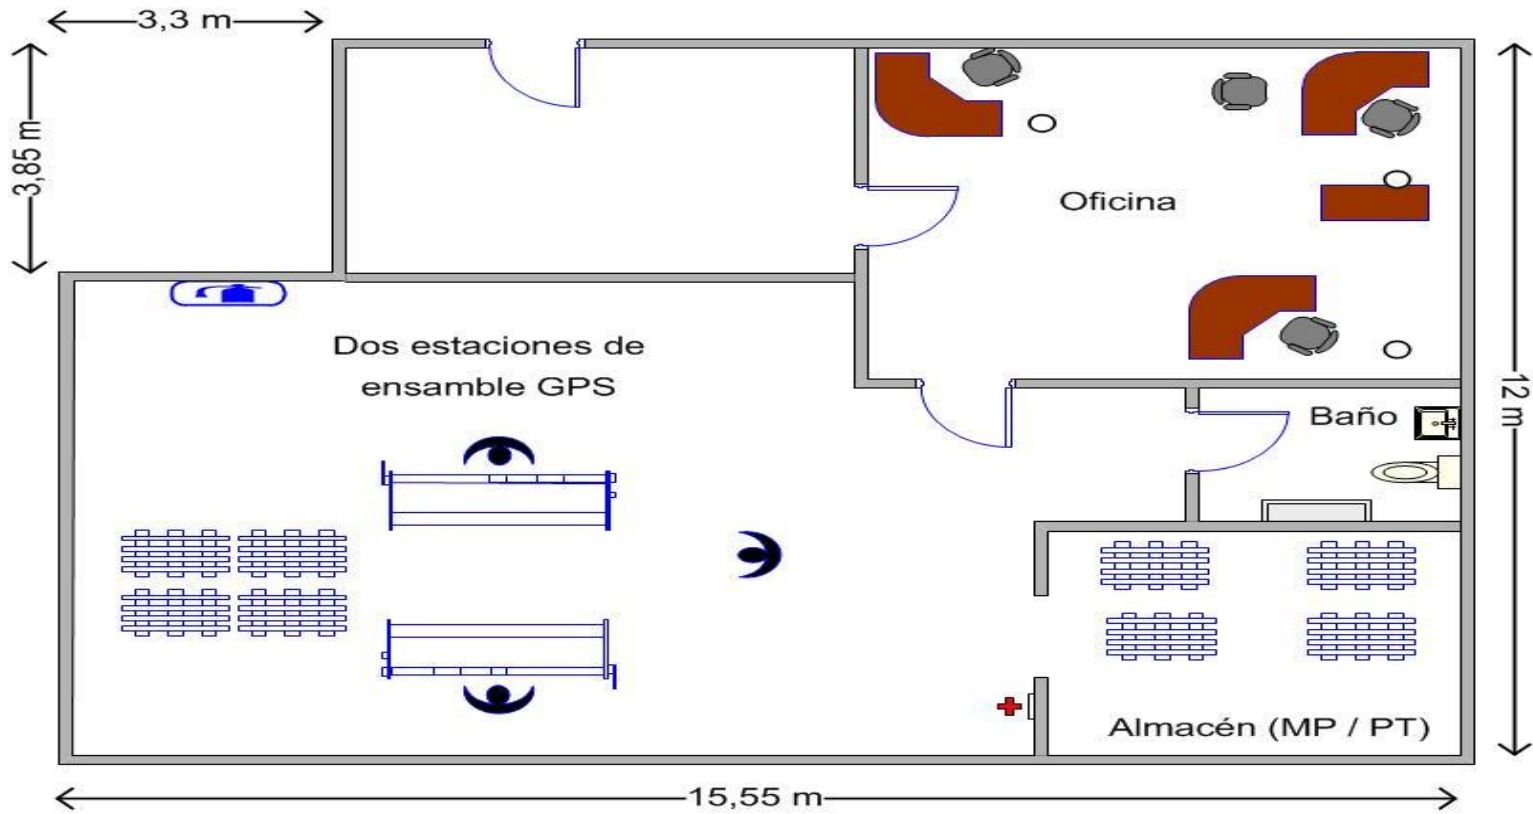 3,3 m
3,85 m
Oficina
Dos estaciones de
ensamble GPS
12 m
Baño
Almacén (MP / PT)
15,55 m